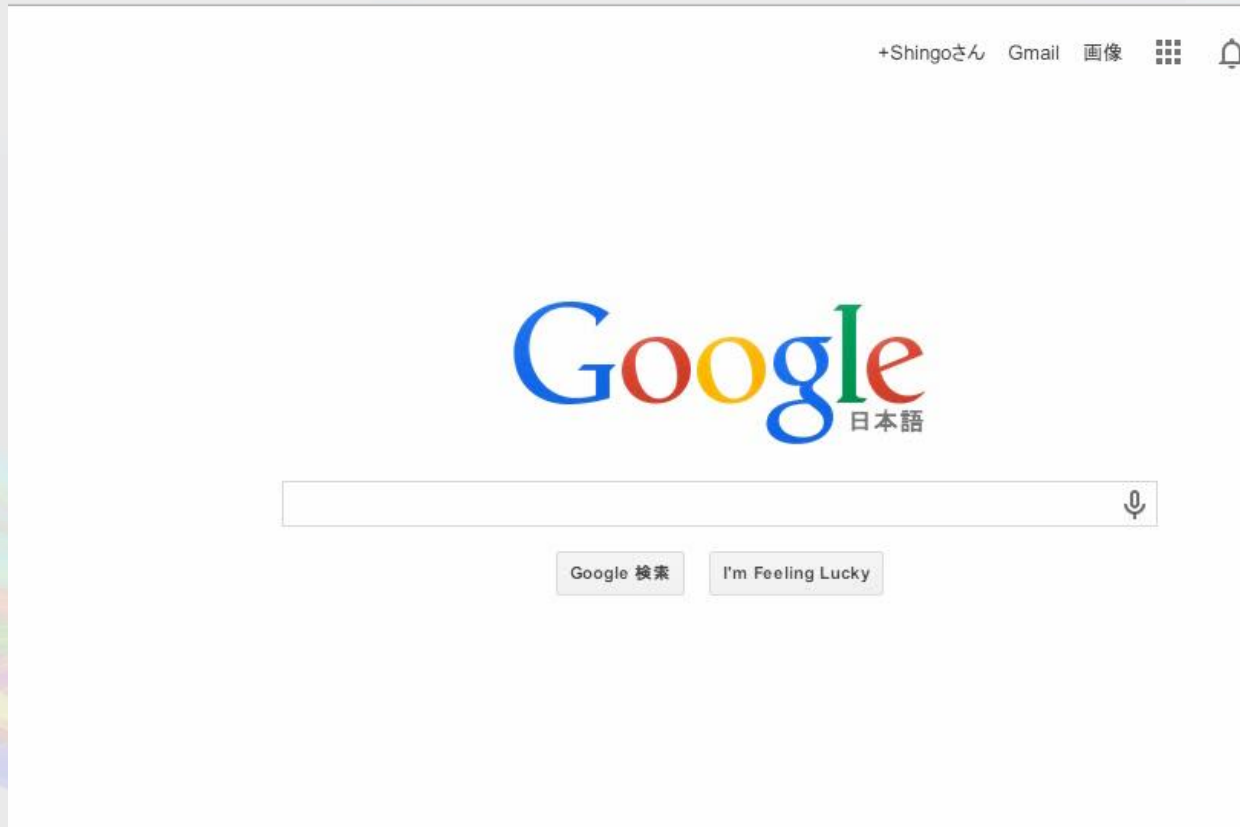 +Shingoさん Gmail 画像
Google
日本語
Google 検索 I'm Feeling Lucky